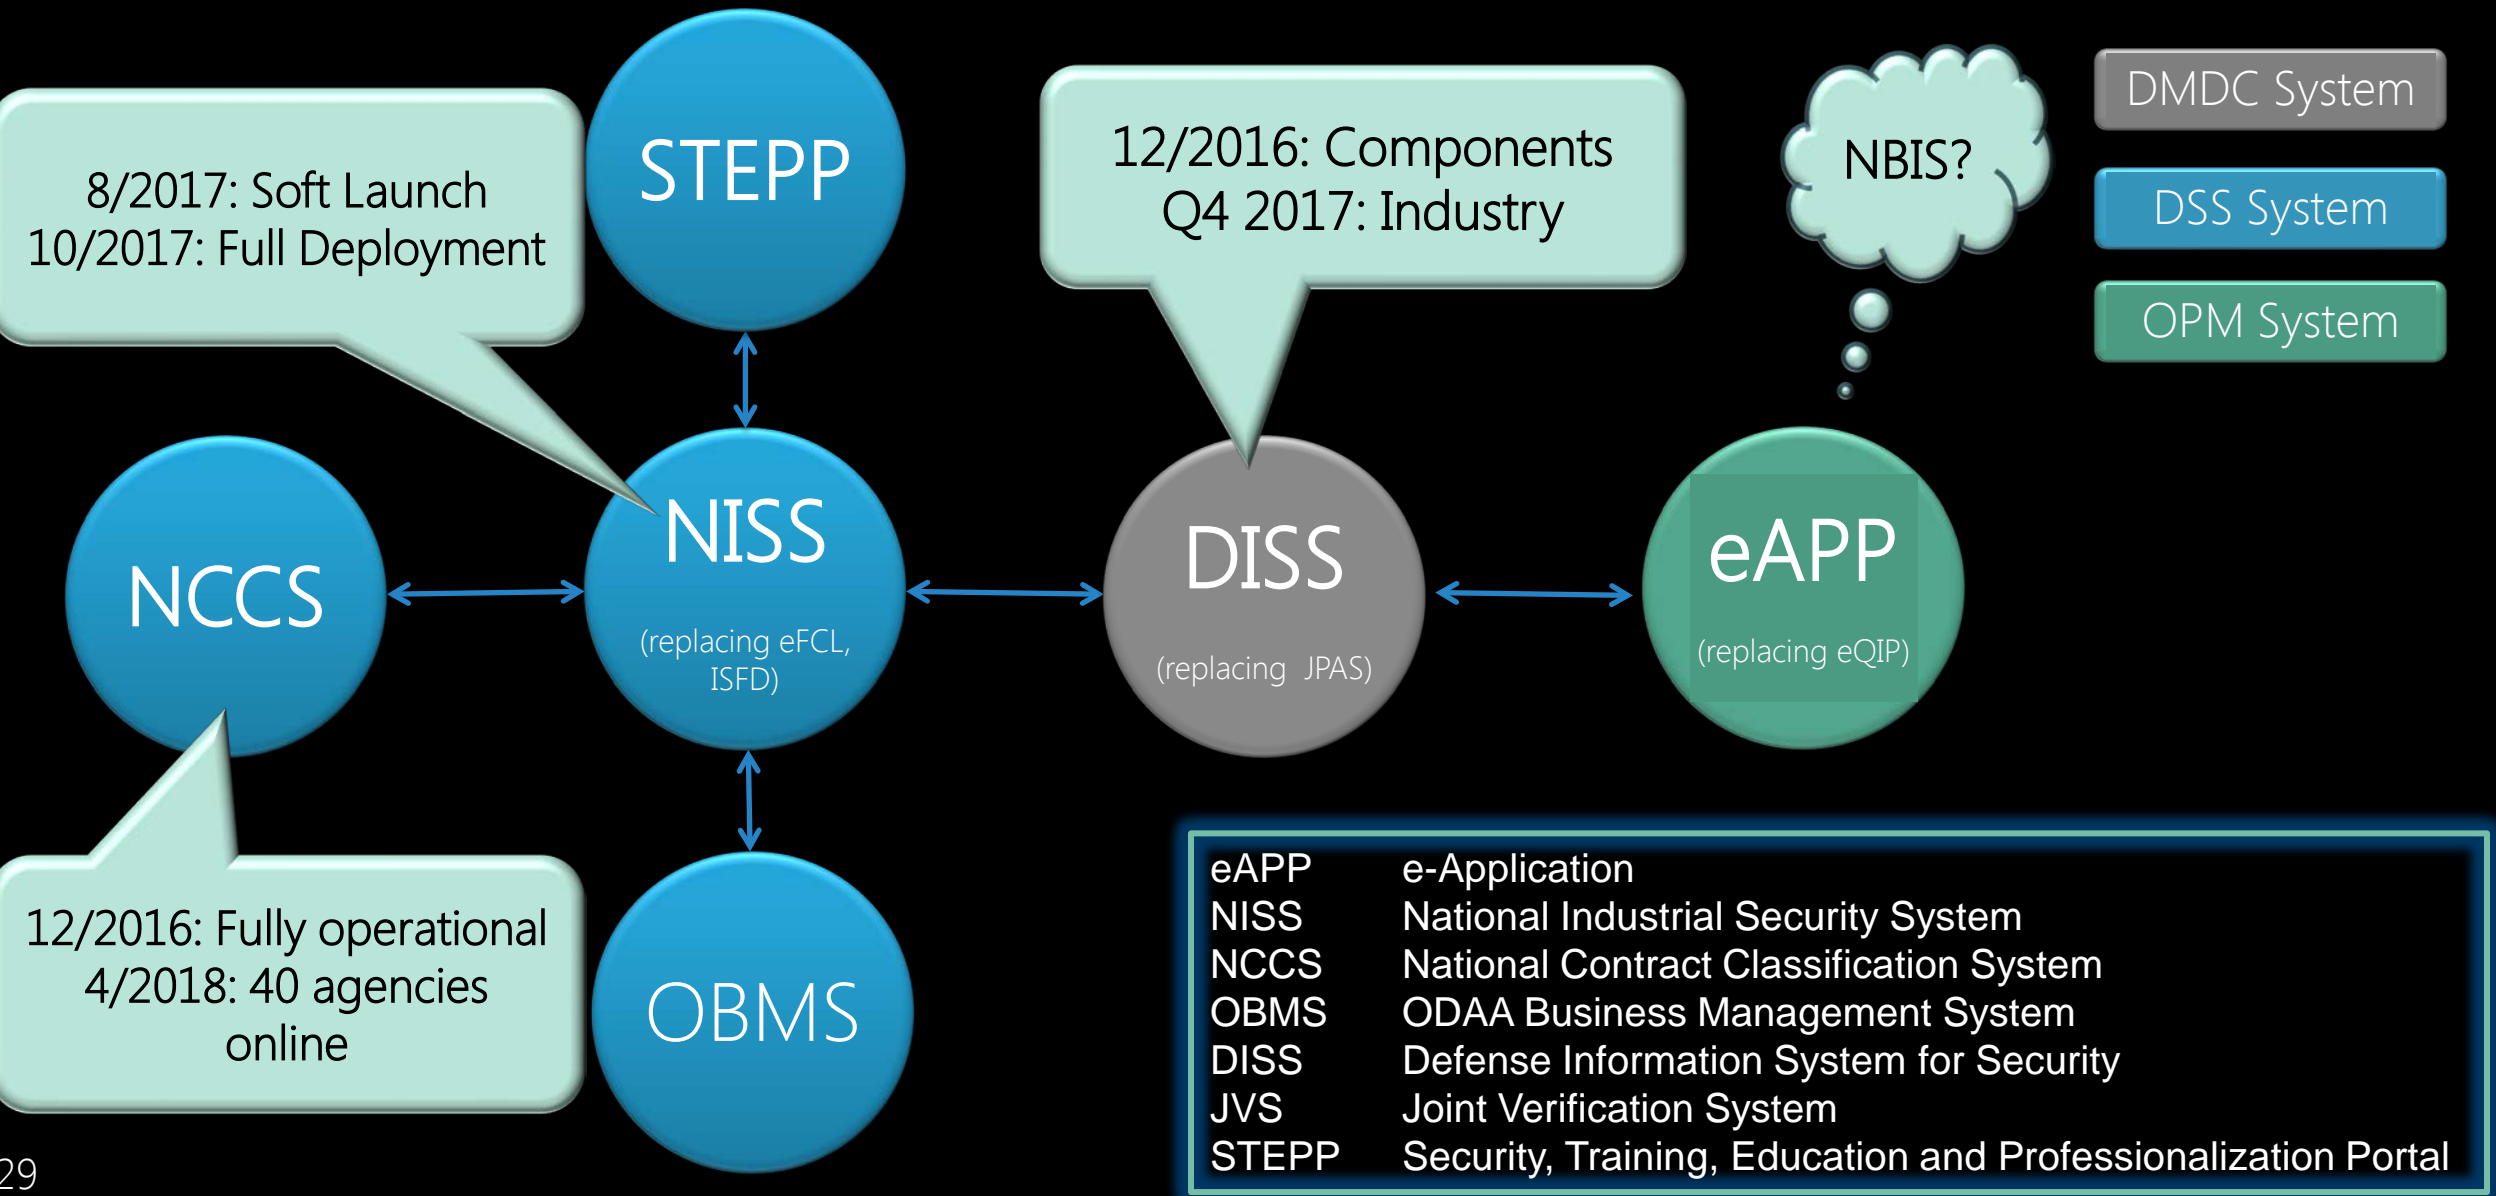 STEPP
8/2017: Soft Launch
10/2017: Full Deployment
12/2016: Components
Q4 2017: Industry
NBIS?
DMDC System
DSS System
OPM System
NCCS
NISS
(replacing eFCL,
ISFD)
DISS
(replacing JPAS)
eAPP
(replacing eQIP)
12/2016: Fully operational
4/2018: 40 agencies
online
OBMS
eAPP e-Application
NISS National Industrial Security System
NCCS National Contract Classification System
OBMS ODAA Business Management System
DISS Defense Information System for Security
JVS Joint Verification System
STEPP Security, Training, Education and Professionalization Portal
29